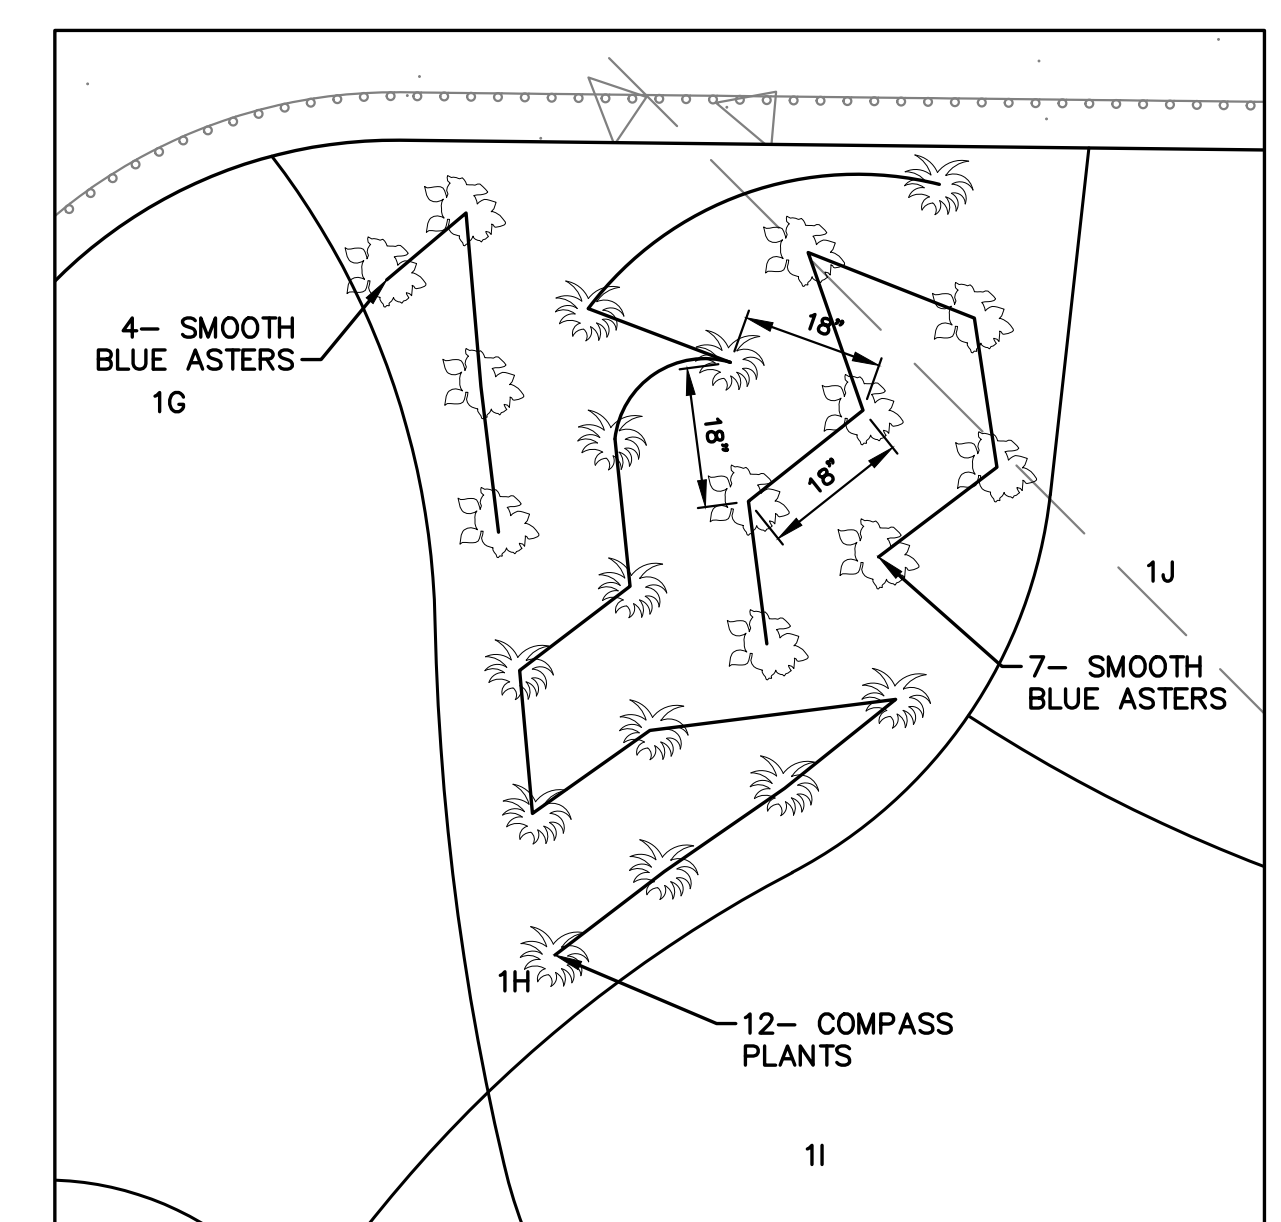 4– SMOOTH
BLUE ASTERS
1G
18”
18”
18”
1J
7– SMOOTH
BLUE ASTERS
1H
12– COMPASS
PLANTS
1I